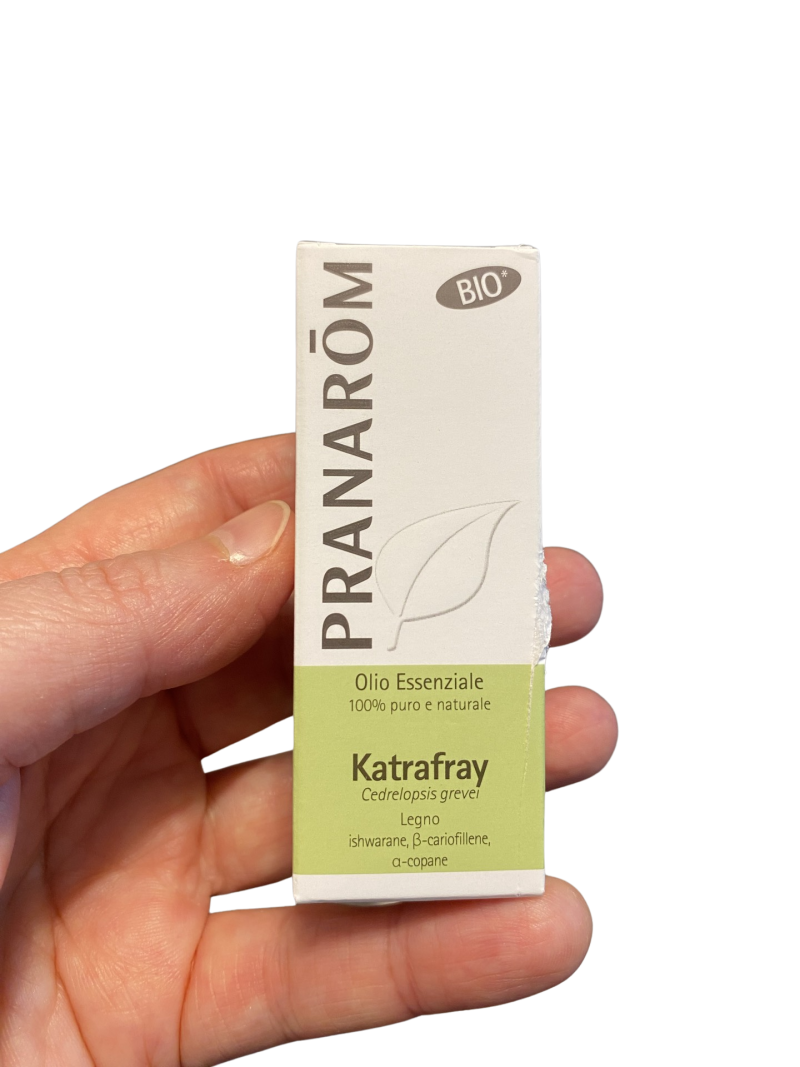 PRANARŌM
BIO*
Olio Essenziale
100% puro e naturale
Katrafray
Cedrelopsis grevei
Legno
ishwarane, β-cariofillene,
α-copane